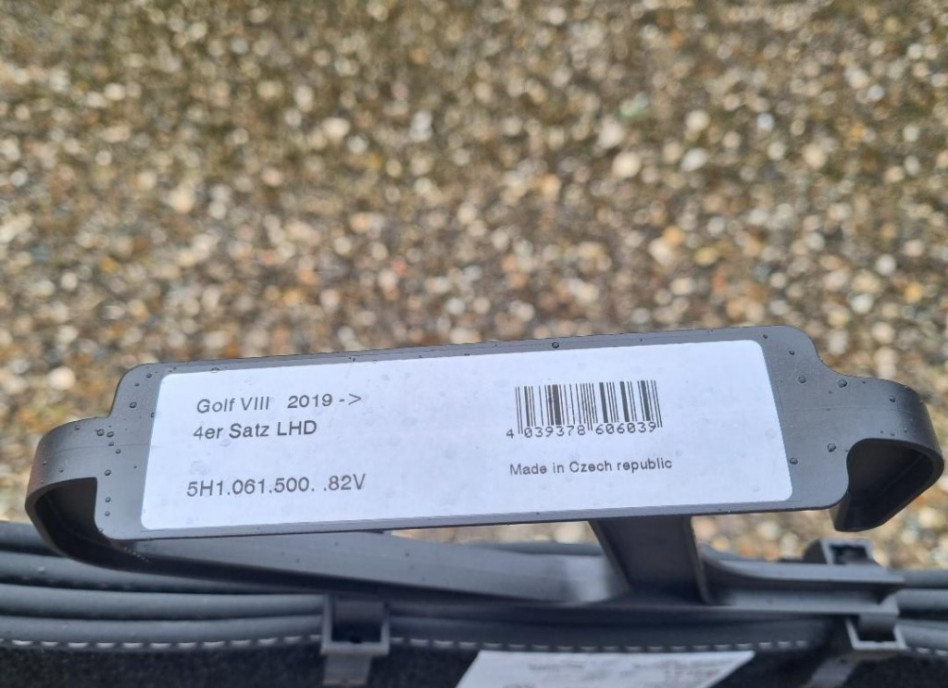 Golf VIII 2019 ->
4er Satz LHD
5H1.061.500. .82V
4 039378 606039
Made in Czech republic